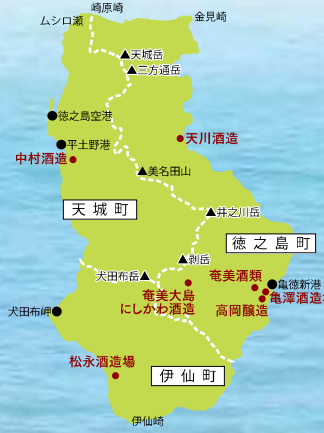 崎原崎
金見崎
ムシロ瀬
天城岳
三方通岳
徳之島空港
天川酒造
平土野港
中村酒造
美名田山
天城町
井之川岳
徳之島町
剥岳
犬田布岳
奄美酒類
亀徳新港
奄美大島
にしかわ酒造
亀澤酒造
高岡醸造
犬田布岬
松永酒造場
伊仙町
伊仙崎